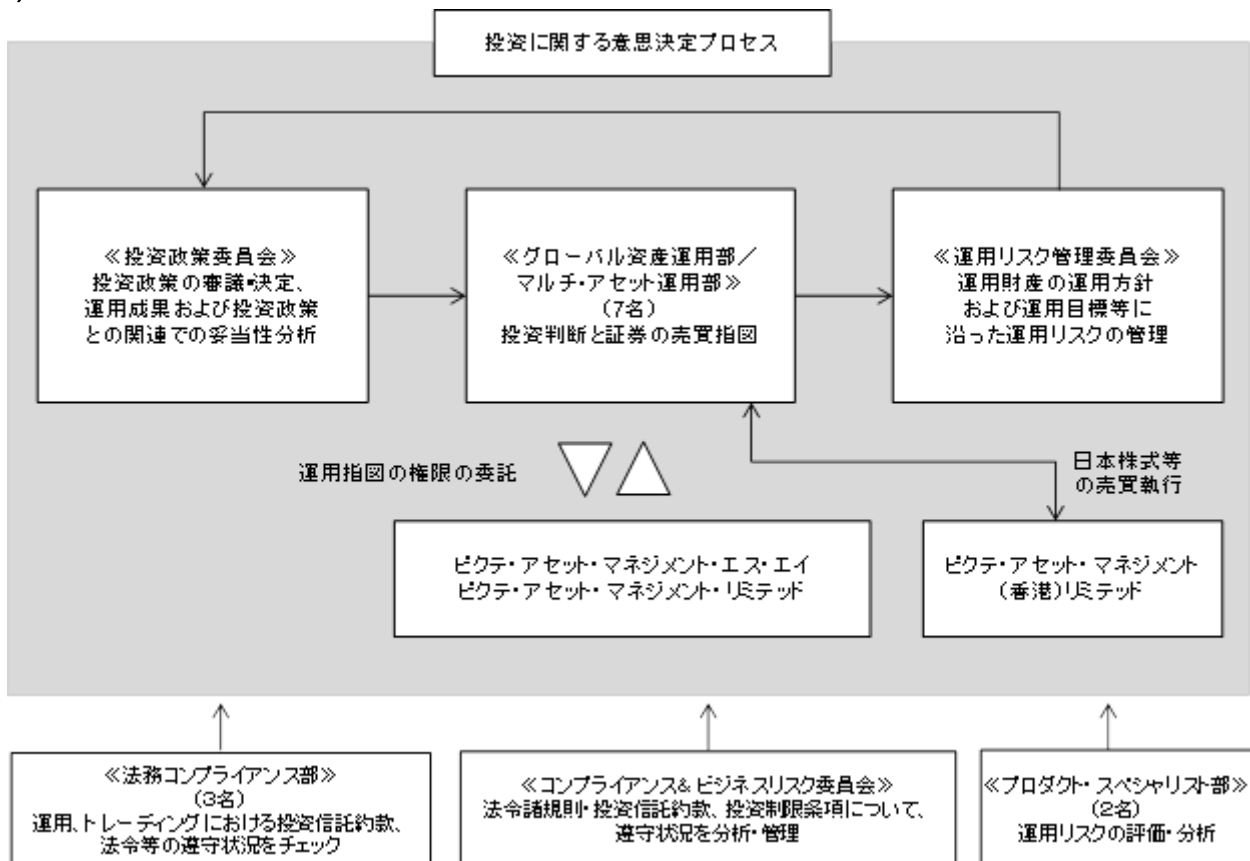 投資に関する意思決定プロセス
≪投資政策委員会≫
投資政策の審議・決定、
運用成果および投資政策
との関連での妥当性分析
≪グローバル資産運用部／
マルチ・アセット運用部≫
(7名)
投資判断と証券の売買指図
≪運用リスク管理委員会≫
運用財産の運用方針
および運用目標等に
沿った運用リスクの管理
運用指図の権限の委託
日本株式等
の売買執行
ピクテ・アセット・マネジメント・エス・エイ
ピクテ・アセット・マネジメント・リミテッド
ピクテ・アセット・マネジメント
(香港)リミテッド
≪法務コンプライアンス部≫
(3名)
運用、トレーディングにおける投資信託約款、
法令等の遵守状況をチェック
≪コンプライアンス&ビジネスリスク委員会≫
法令諸規則・投資信託約款、投資制限条項について、
遵守状況を分析・管理
≪プロダクト・スペシャリスト部≫
(2名)
運用リスクの評価・分析